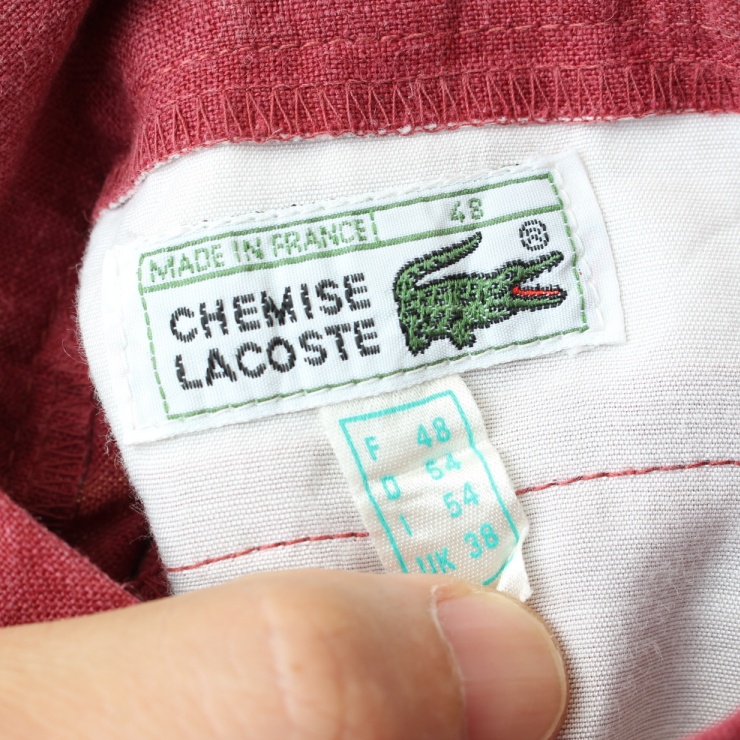 MADE IN FRANCE 48
®
CHEMISE
LACOSTE
F 48
D 54
I 54
UK 38